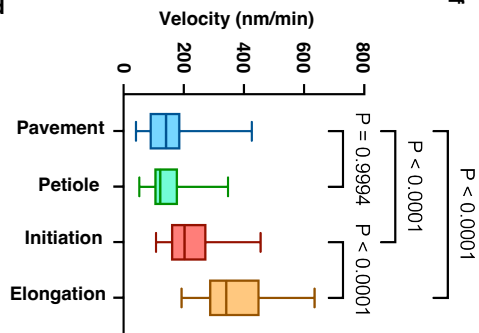 Velocity (nm/min)
0 200 400 600 800
Pavement
Petiole
Initiation
Elongation
P = 0.9994
P < 0.0001
P < 0.0001
P < 0.0001